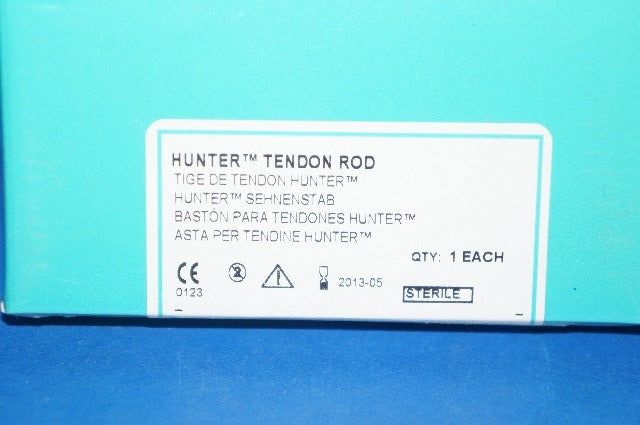 HUNTER™ TENDON ROD
TIGE DE TENDON HUNTER™
HUNTER™ SEHNENSTAB
BASTÓN PARA TENDONES HUNTER™
ASTA PER TENDINE HUNTER™
QTY: 1 EACH
CE
0123
2
2013-05
STERILE